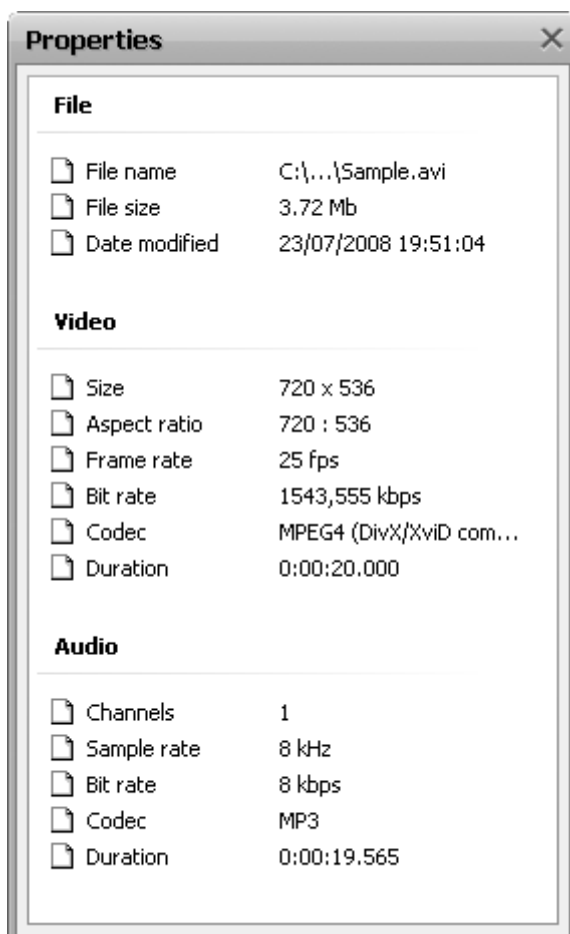 Properties
File
File name C:\...\Sample.avi
File size 3.72 Mb
Date modified 23/07/2008 19:51:04
Video
Size 720 x 536
Aspect ratio 720 : 536
Frame rate 25 fps
Bit rate 1543,555 kbps
Codec MPEG4 (DivX/XviD com...
Duration 0:00:20.000
Audio
Channels 1
Sample rate 8 kHz
Bit rate 8 kbps
Codec MP3
Duration 0:00:19.565